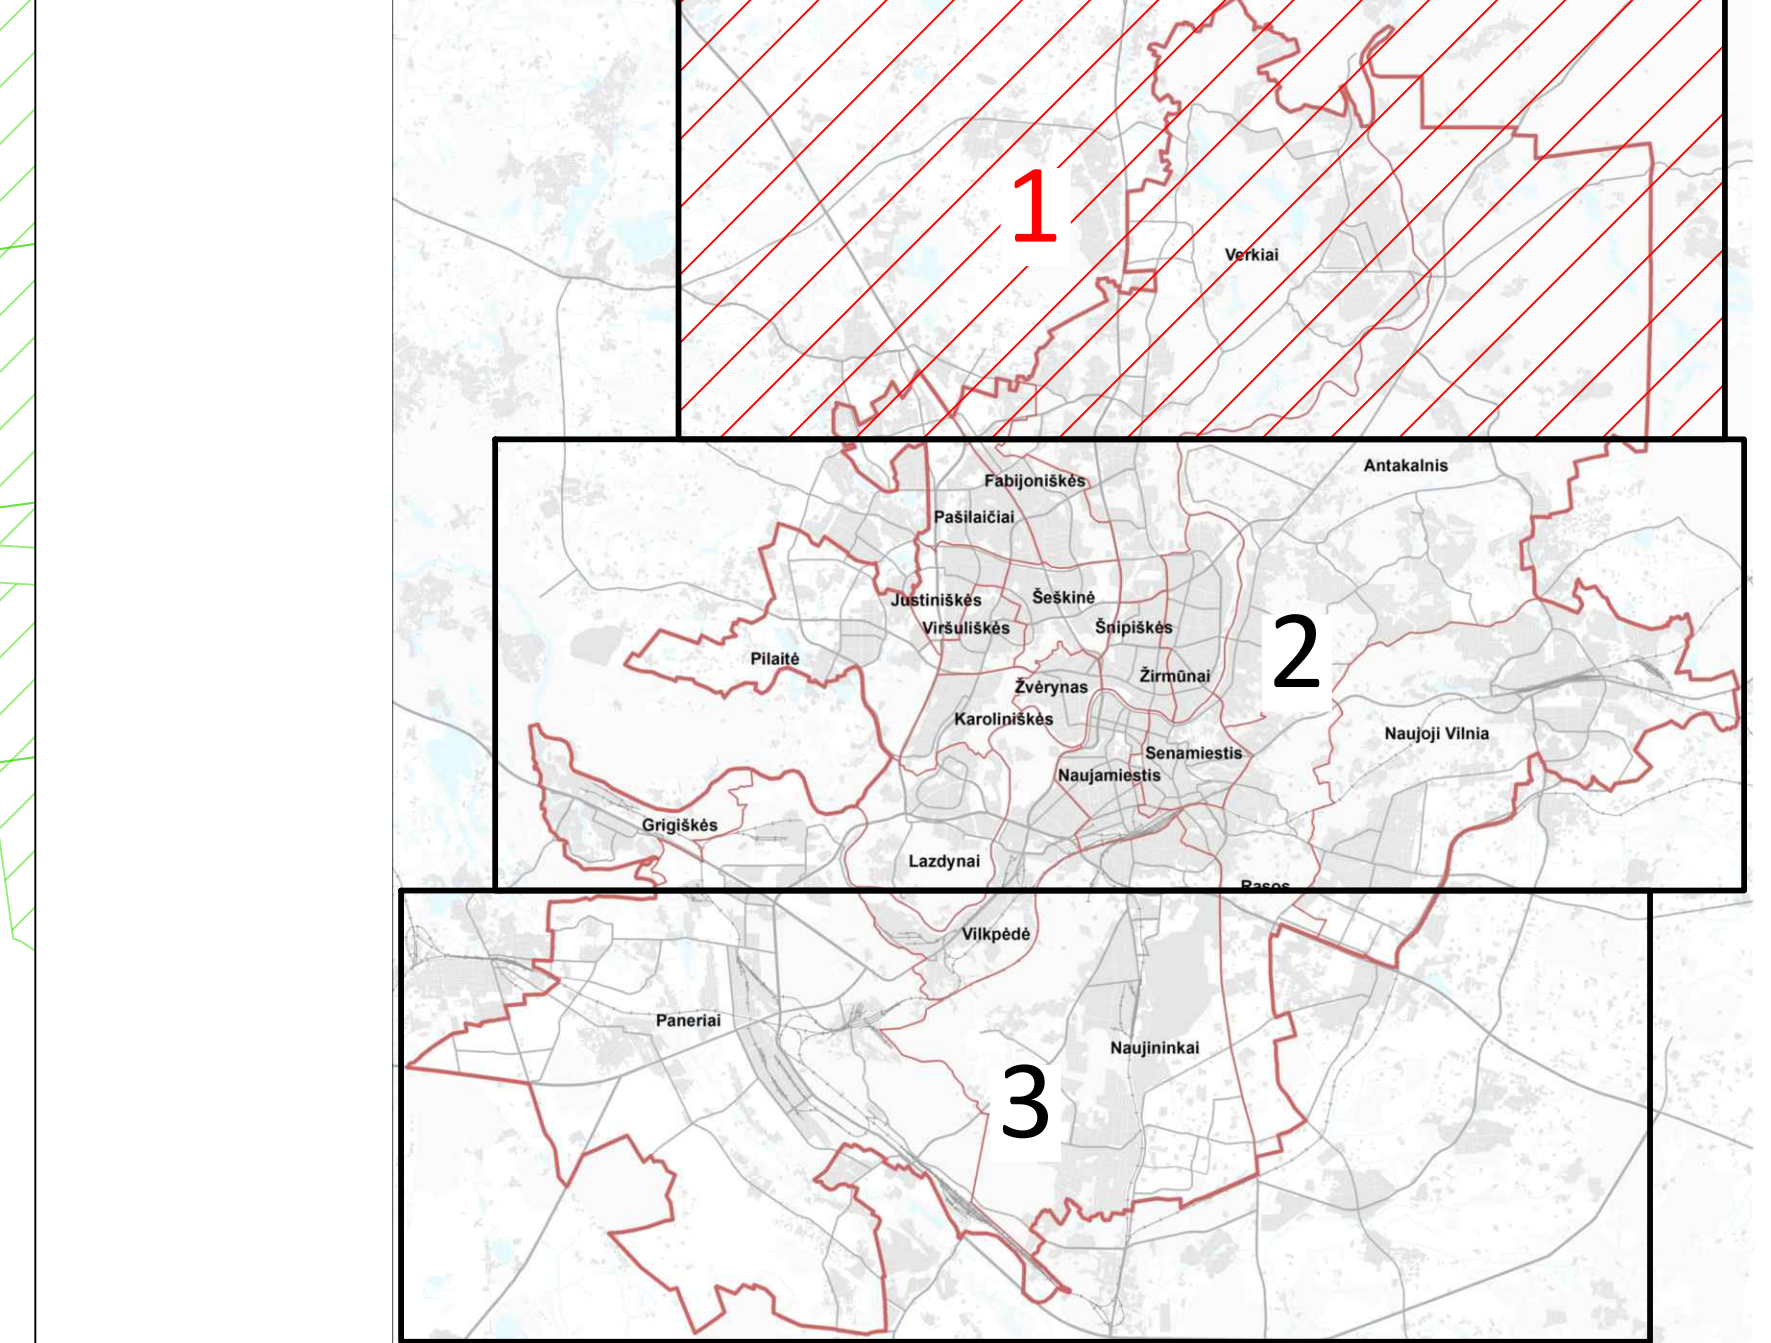 1
Verkiai
Antakalnis
Fabijoniškės
Pašilaičiai
Justiniškės
Šeškinė
Viršuliškės
Šnipiškės
2
Pilaitė
Žvėrynas
Žirmūnai
Karoliniškės
Naujoji Vilnia
Senamiestis
Naujamiestis
Grigiškės
Lazdynai
Rasos
Vilkpėdė
Paneriai
Naujininkai
3